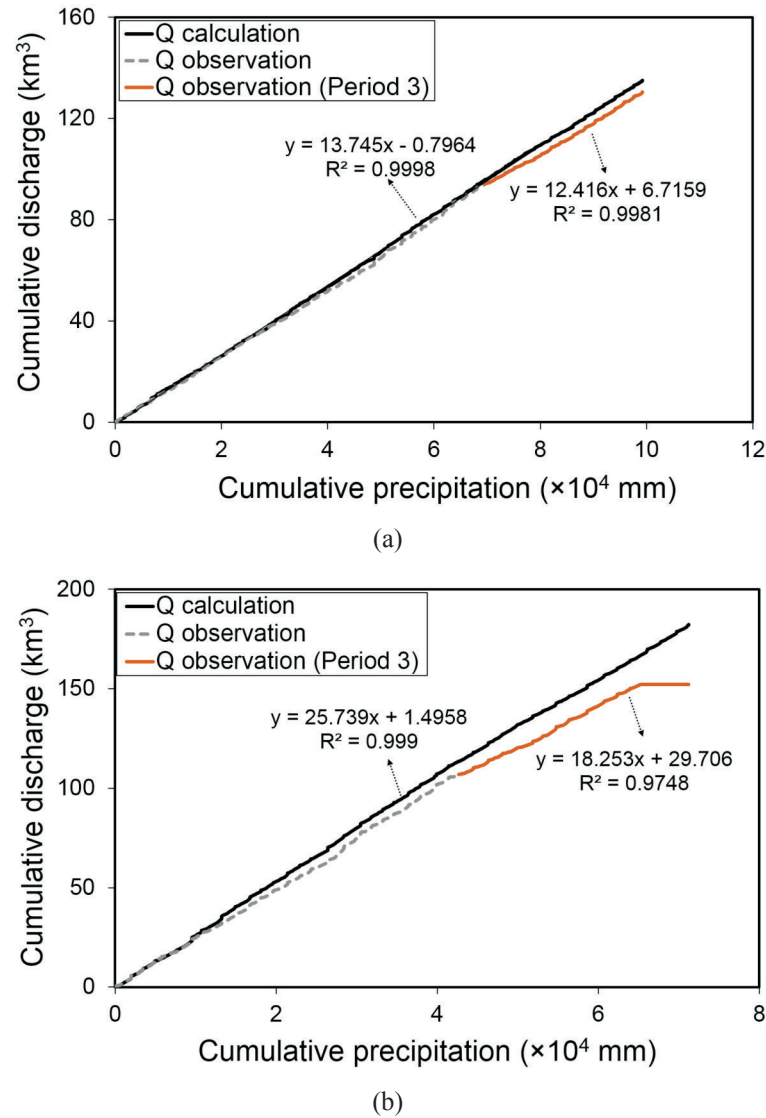 160
120
80
40
0
Cumulative discharge (km³)
Q calculation
Q observation
Q observation (Period 3)
y = 13.745x - 0.7964
R² = 0.9998
y = 12.416x + 6.7159
R² = 0.9981
0 2 4 6 8 10 12
Cumulative precipitation (×10⁴ mm)
(a)
200
150
100
50
0
Cumulative discharge (km³)
Q calculation
Q observation
Q observation (Period 3)
y = 25.739x + 1.4958
R² = 0.999
y = 18.253x + 29.706
R² = 0.9748
0 2 4 6 8
Cumulative precipitation (×10⁴ mm)
(b)